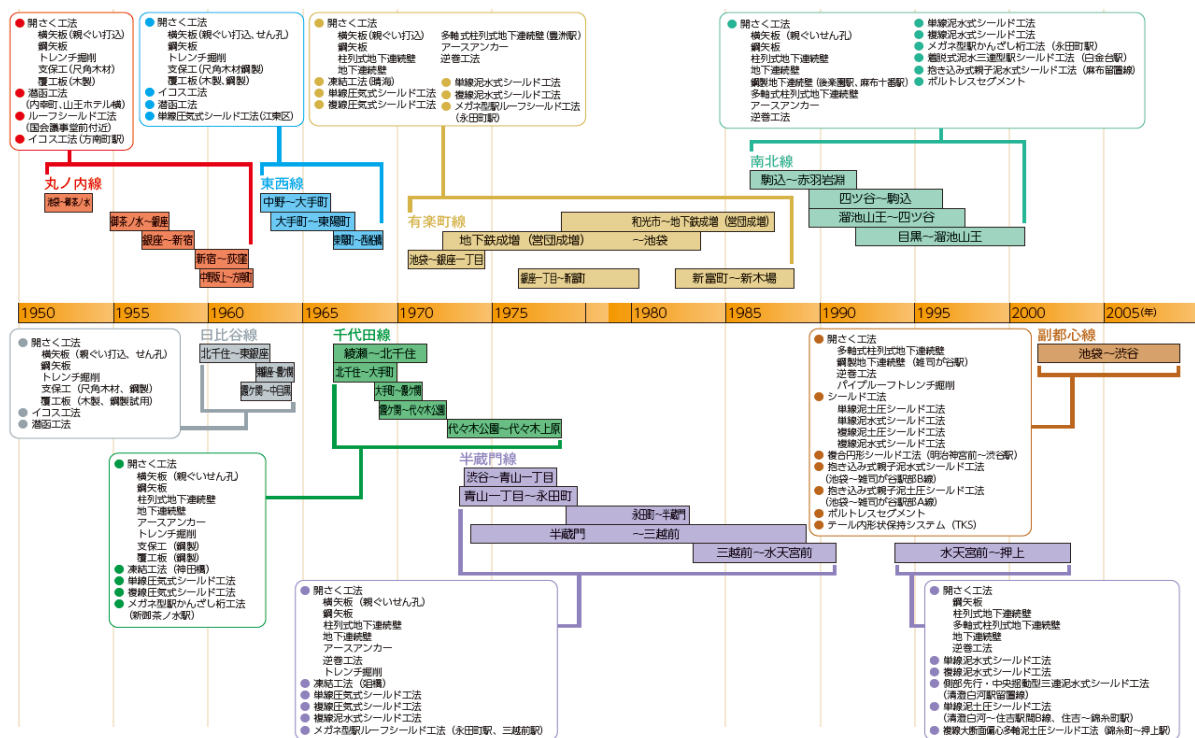 ● 開さく工法
横矢板(親ぐい打込)
鋼矢板
トレンチ掘削
支保工(尺角木材)
覆工板(木製)
● 潜函工法
(内幸町、山王ホテル横)
● ルーフシールド工法
(国会議事堂前付近)
● イコス工法(方南町駅)
● 開さく工法
横矢板(親ぐい打込、せん孔)
鋼矢板
トレンチ掘削
支保工(尺角木材鋼製)
覆工板(木製、鋼製)
● イコス工法
● 潜函工法
● 単線圧気式シールド工法(江東区)
● 開さく工法
横矢板(親ぐい打込)
鋼矢板
柱列式地下連続壁
地下連続壁
● 凍結工法(晴海)
● 単線圧気式シールド工法
● 複線圧気式シールド工法
多軸式柱列式地下連続壁(豊洲駅)
アースアンカー
逆巻工法
● 単線泥水式シールド工法
● 複線泥水式シールド工法
● メガネ型駅ルーフシールド工法
(永田町駅)
● 開さく工法
横矢板(親ぐいせん孔)
鋼矢板
柱列式地下連続壁
地下連続壁
鋼製地下連続壁(後楽園駅、麻布十番駅)
多軸式柱列式地下連続壁
アースアンカー
逆巻工法
● 単線泥水式シールド工法
● 複線泥水式シールド工法
● メガネ型駅かんざし桁工法(永田町駅)
● 着脱式泥水三連型駅シールド工法(白金台駅)
● 抱き込み式親子泥水式シールド工法(麻布留置線)
● ボルトレスセグメント
丸ノ内線
池袋〜御茶ノ水
御茶ノ水〜銀座
銀座〜新宿
新宿〜荻窪
中野坂上〜方南町
東西線
中野〜大手町
大手町〜東陽町
東陽町〜西船橋
有楽町線
和光市〜地下鉄成増(営団成増)
地下鉄成増(営団成増) 〜池袋
池袋〜銀座一丁目
銀座一丁目〜新富町
新富町〜新木場
南北線
駒込〜赤羽岩淵
四ツ谷〜駒込
溜池山王〜四ツ谷
目黒〜溜池山王
1950 1955 1960 1965 1970 1975 1980 1985 1990 1995 2000 2005(年)
● 開さく工法
横矢板(親ぐい打込、せん孔)
鋼矢板
トレンチ掘削
支保工(尺角木材、鋼製)
覆工板(木製、鋼製試用)
● イコス工法
● 潜函工法
日比谷線
北千住〜東銀座
東銀座〜霞ケ関
霞ケ関〜中目黒
千代田線
綾瀬〜北千住
北千住〜大手町
大手町〜霞ケ関
霞ケ関〜代々木公園
代々木公園〜代々木上原
● 開さく工法
横矢板(親ぐいせん孔)
鋼矢板
柱列式地下連続壁
地下連続壁
アースアンカー
トレンチ掘削
支保工(鋼製)
覆工板(鋼製)
● 凍結工法(神田橋)
● 単線圧気式シールド工法
● 複線圧気式シールド工法
● メガネ型駅かんざし桁工法
(新御茶ノ水駅)
半蔵門線
渋谷〜青山一丁目
青山一丁目〜永田町
永田町〜半蔵門
半蔵門 〜三越前
三越前〜水天宮前
水天宮前〜押上
● 開さく工法
横矢板(親ぐいせん孔)
鋼矢板
柱列式地下連続壁
地下連続壁
アースアンカー
逆巻工法
トレンチ掘削
● 凍結工法(俎橋)
● 単線圧気式シールド工法
● 複線圧気式シールド工法
● 複線泥水式シールド工法
● メガネ型駅ルーフシールド工法(永田町駅、三越前駅)
副都心線
池袋〜渋谷
● 開さく工法
多軸式柱列式地下連続壁
鋼製地下連続壁(雑司が谷駅)
逆巻工法
パイプルーフトレンチ掘削
● シールド工法
単線泥土圧シールド工法
単線泥水式シールド工法
複線泥土圧シールド工法
複線泥水式シールド工法
● 複合円形シールド工法(明治神宮前〜渋谷駅)
● 抱き込み式親子泥水式シールド工法
(池袋〜雑司が谷駅部B線)
● 抱き込み式親子泥土圧シールド工法
(池袋〜雑司が谷駅部A線)
● ボルトレスセグメント
● テール内形状保持システム(TKS)
● 開さく工法
鋼矢板
柱列式地下連続壁
多軸式柱列式地下連続壁
地下連続壁
逆巻工法
● 単線泥水式シールド工法
● 複線泥水式シールド工法
● 側部先行・中央揺動型三連泥水式シールド工法
(清澄白河駅留置線)
● 単線泥土圧シールド工法
(清澄白河〜住吉駅間B線、住吉〜錦糸町駅)
● 複線大断面偏心多軸泥土圧シールド工法(錦糸町〜押上駅)